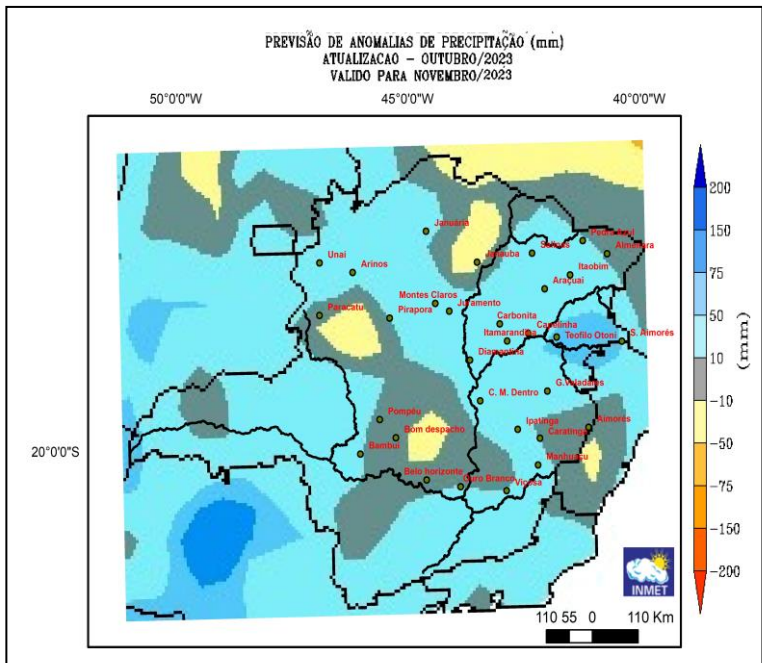 PREVISÃO DE ANOMALIAS DE PRECIPITAÇÃO (mm)
ATUALIZACAO - OUTUBRO/2023
VALIDO PARA NOVEMBRO/2023
50°0'0"W
45°0'0"W
40°0'0"W
20°0'0"S
Januária
Unaí
Arinos
Janaúba
Salinas
Pedra Azul
Almenara
Itaobim
Araçuai
Montes Claros
Juramento
Paracatu
Pirapora
Carbonita
Capelinha
Itamarandiba
Teofilo Otoni
S. Aimorés
Diamantina
C. M. Dentro
G.Valadares
Pompéu
Bom despacho
Bambuí
Ipatinga
Caratinga
Aimorés
Manhuaçu
Belo horizonte
Ouro Branco
Viçosa
200
150
75
50
10
-10
-50
-75
-150
-200
(mm)
INMET
110 55 0 110 Km